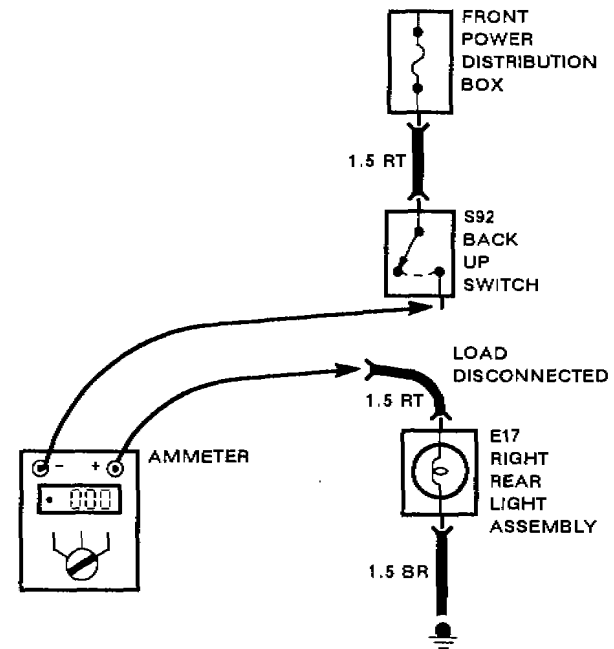 FRONT
POWER
DISTRIBUTION
BOX
1.5 RT
S92
BACK
UP
SWITCH
LOAD
DISCONNECTED
1.5 RT
E17
RIGHT
REAR
LIGHT
ASSEMBLY
AMMETER
- +
000
1.5 BR